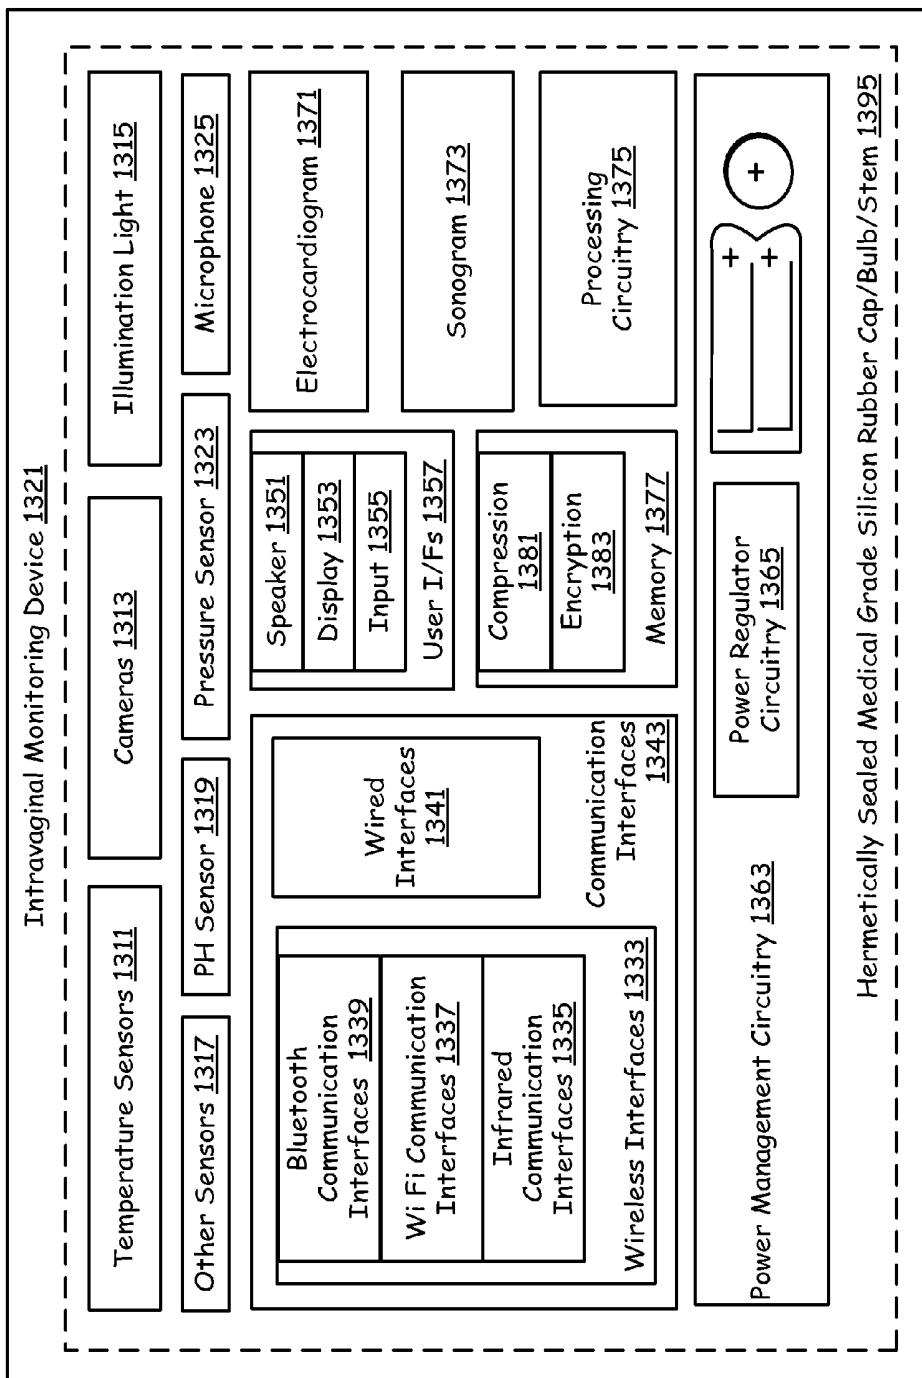 Intravaginal Monitoring Device 1321
Temperature Sensors 1311
Cameras 1313
Illumination Light 1315
Other Sensors 1317
PH Sensor 1319
Pressure Sensor 1323
Microphone 1325
Bluetooth
Communication
Interfaces 1339
Wi Fi Communication
Interfaces 1337
Infrared
Communication
Interfaces 1335
Wireless Interfaces 1333
Wired
Interfaces
1341
Communication
Interfaces
1343
Speaker 1351
Display 1353
Input 1355
User I/Fs 1357
Compression
1381
Encryption
1383
Memory 1377
Electrocardiogram 1371
Sonogram 1373
Processing
Circuitry 1375
Power Management Circuitry 1363
Power Regulator
Circuitry 1365
+
+
+
Hermetically Sealed Medical Grade Silicon Rubber Cap/Bulb/Stem 1395